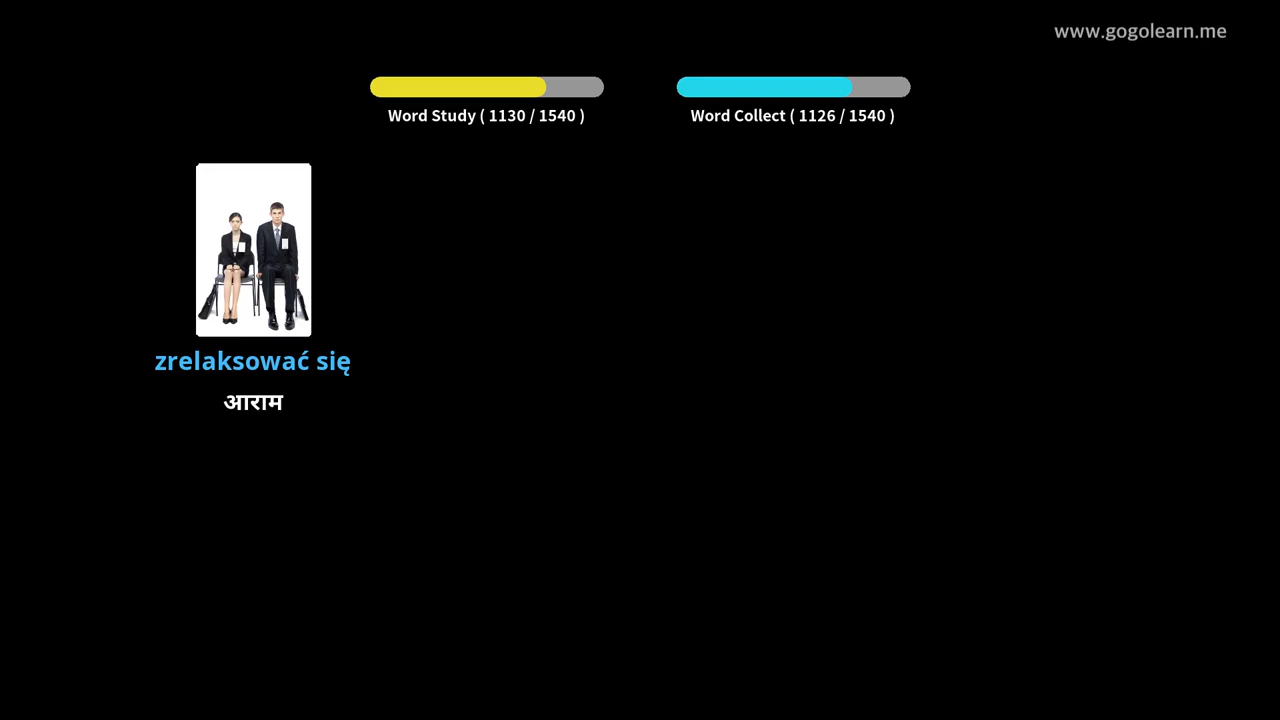 www.gogolearn.me
Word Study ( 1130 / 1540 )
Word Collect ( 1126 / 1540 )
zrelaksować się
आराम